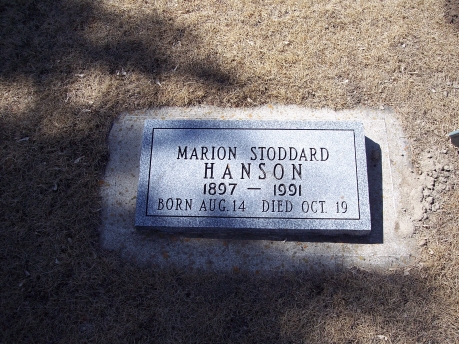 MARION STODDARD
HANSON
1897 — 1991
BORN AUG. 14 DIED OCT. 19